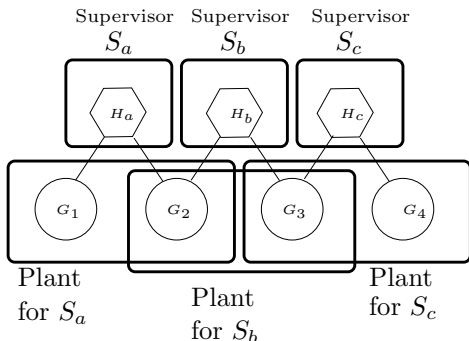 Supervisor Supervisor Supervisor
S_a S_b S_c
H_a H_b H_c
G_1 G_2 G_3 G_4
Plant
for S_a
Plant
for S_b
Plant
for S_c